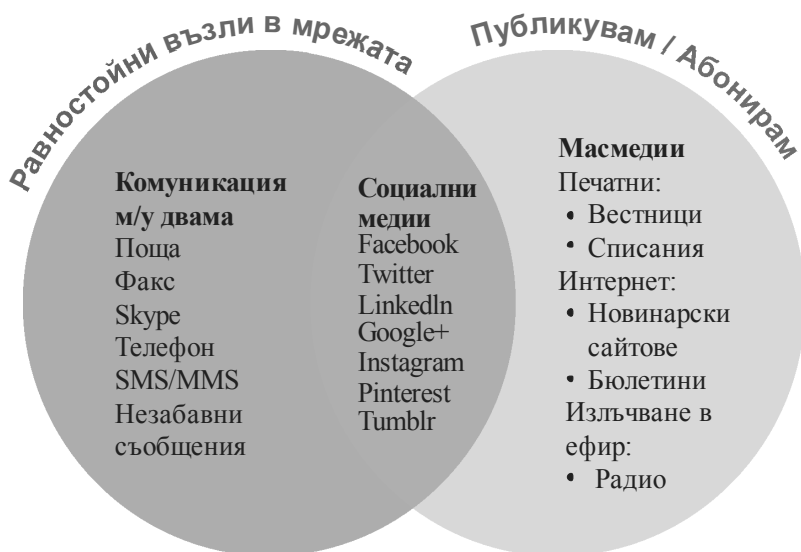 Равностойни възли в мрежата
Публикувам / Абонирам
Комуникация
м/у двама
Поща
Факс
Skype
Телефон
SMS/MMS
Незабавни
съобщения
Социални
медии
Facebook
Twitter
LinkedIn
Google+
Instagram
Pinterest
Tumblr
Масмедии
Печатни:
• Вестници
• Списания
Интернет:
• Новинарски
сайтове
• Бюлетини
Излъчване в
ефир:
• Радио